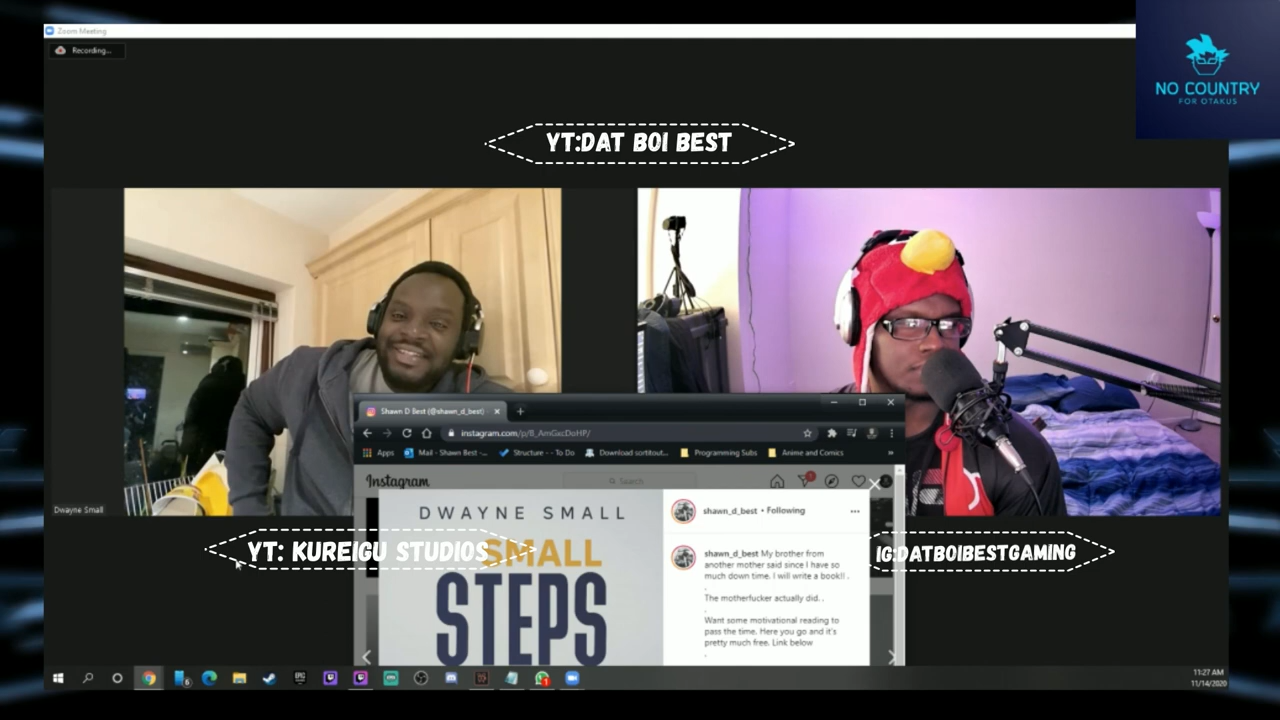 Zoom Meeting
Recording...
NO COUNTRY
FOR OTAKUS
YT:DAT BOI BEST
Dwayne Small
Shawn D Best (@shawn_d_best)
instagram.com/p/B_AmGxcDoHP/
Apps
Mail - Shawn Best -...
Structure - - To Do
Download sortitout...
Programming Subs
Anime and Comics
»
Instagram
Search
DWAYNE SMALL
SMALL
STEPS
shawn_d_best • Following
shawn_d_best My brother from
another mother said since I have so
much down time. I will write a book!! .
.
The motherfucker actually did. .
.
Want some motivational reading to
pass the time. Here you go and it's
pretty much free. Link below
.
YT: KUREIGU STUDIOS
IG:DATBOIBESTGAMING
EPIC
11:27 AM
11/14/2020